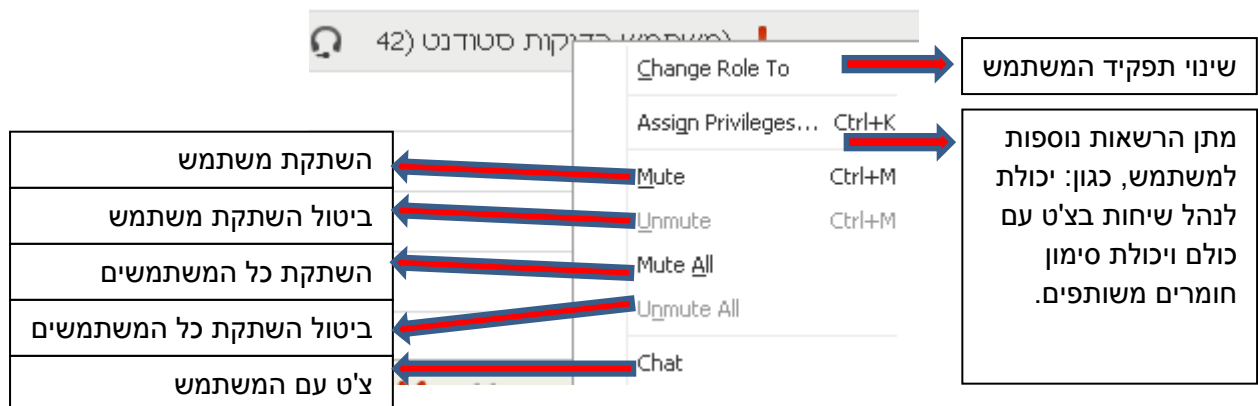 (משתמש בדיקות סטודנט (42
Change Role To
Assign Privileges... Ctrl+K
Mute Ctrl+M
Unmute Ctrl+M
Mute All
Unmute All
Chat
שינוי תפקיד המשתמש
מתן הרשאות נוספות
למשתמש, כגון: יכולת
לנהל שיחות בצ'ט עם
כולם ויכולת סימון
חומרים משותפים.
השתקת משתמש
ביטול השתקת משתמש
השתקת כל המשתמשים
ביטול השתקת כל המשתמשים
צ'ט עם המשתמש